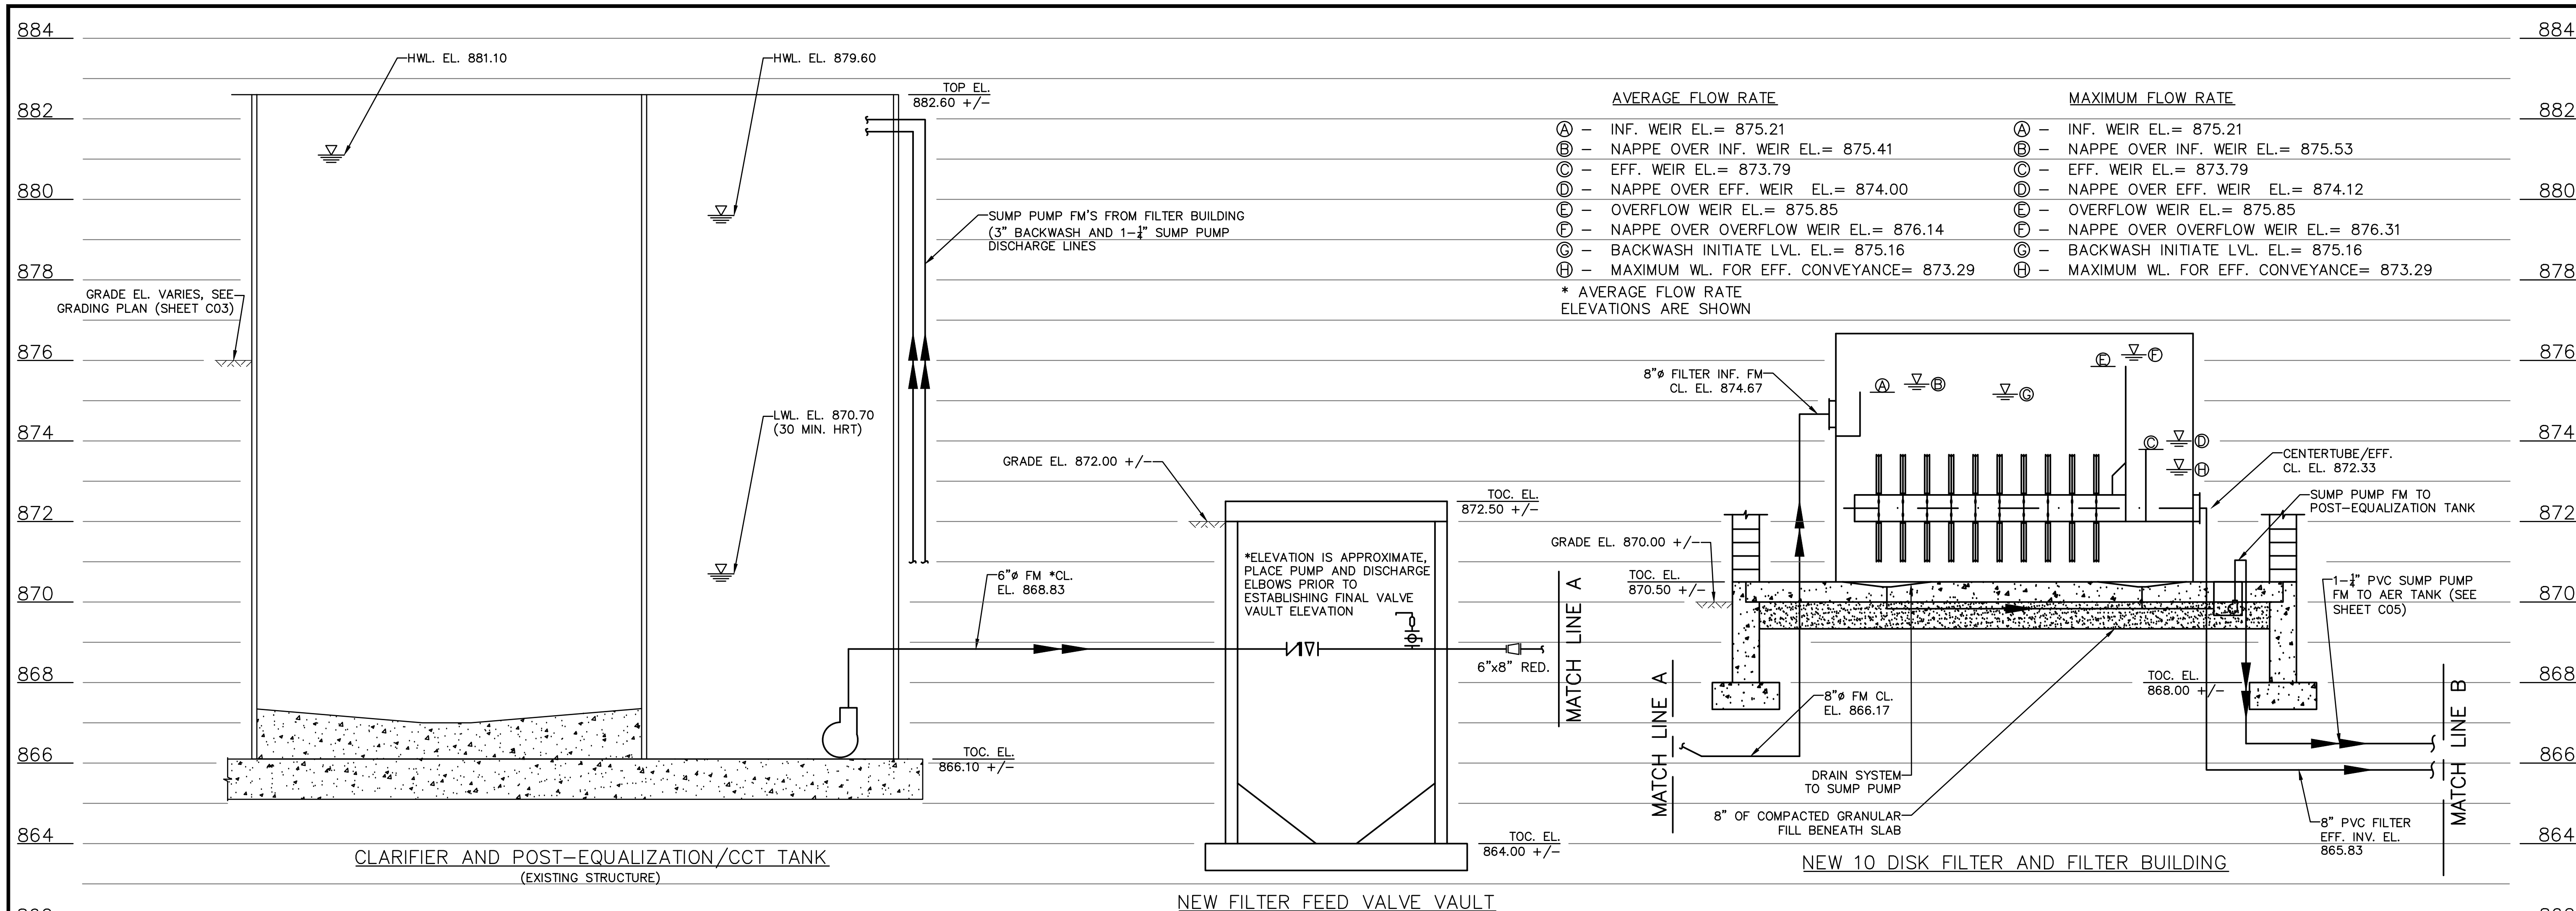 884
882
880
878
876
874
872
870
868
866
864
HWL. EL. 881.10
HWL. EL. 879.60
TOP EL.
882.60 +/-
SUMP PUMP FM'S FROM FILTER BUILDING
(3" BACKWASH AND 1-¼" SUMP PUMP
DISCHARGE LINES
GRADE EL. VARIES, SEE
GRADING PLAN (SHEET C03)
LWL. EL. 870.70
(30 MIN. HRT)
6"ø FM *CL.
EL. 868.83
TOC. EL.
866.10 +/-
CLARIFIER AND POST-EQUALIZATION/CCT TANK
(EXISTING STRUCTURE)
GRADE EL. 872.00 +/-
TOC. EL.
872.50 +/-
*ELEVATION IS APPROXIMATE,
PLACE PUMP AND DISCHARGE
ELBOWS PRIOR TO
ESTABLISHING FINAL VALVE
VAULT ELEVATION
6"x8" RED.
MATCH LINE A
TOC. EL.
864.00 +/-
NEW FILTER FEED VALVE VAULT
AVERAGE FLOW RATE
A - INF. WEIR EL.= 875.21
B - NAPPE OVER INF. WEIR EL.= 875.41
C - EFF. WEIR EL.= 873.79
D - NAPPE OVER EFF. WEIR EL.= 874.00
E - OVERFLOW WEIR EL.= 875.85
F - NAPPE OVER OVERFLOW WEIR EL.= 876.14
G - BACKWASH INITIATE LVL. EL.= 875.16
H - MAXIMUM WL. FOR EFF. CONVEYANCE= 873.29
* AVERAGE FLOW RATE
ELEVATIONS ARE SHOWN
MAXIMUM FLOW RATE
A - INF. WEIR EL.= 875.21
B - NAPPE OVER INF. WEIR EL.= 875.53
C - EFF. WEIR EL.= 873.79
D - NAPPE OVER EFF. WEIR EL.= 874.12
E - OVERFLOW WEIR EL.= 875.85
F - NAPPE OVER OVERFLOW WEIR EL.= 876.31
G - BACKWASH INITIATE LVL. EL.= 875.16
H - MAXIMUM WL. FOR EFF. CONVEYANCE= 873.29
8"ø FILTER INF. FM
CL. EL. 874.67
A
B
G
E
F
C
D
H
CENTERTUBE/EFF.
CL. EL. 872.33
SUMP PUMP FM TO
POST-EQUALIZATION TANK
GRADE EL. 870.00 +/-
TOC. EL.
870.50 +/-
1-¼" PVC SUMP PUMP
FM TO AER TANK (SEE
SHEET C05)
TOC. EL.
868.00 +/-
MATCH LINE A
8"ø FM CL.
EL. 866.17
DRAIN SYSTEM
TO SUMP PUMP
8" OF COMPACTED GRANULAR
FILL BENEATH SLAB
8" PVC FILTER
EFF. INV. EL.
865.83
MATCH LINE B
NEW 10 DISK FILTER AND FILTER BUILDING
884
882
880
878
876
874
872
870
868
866
864